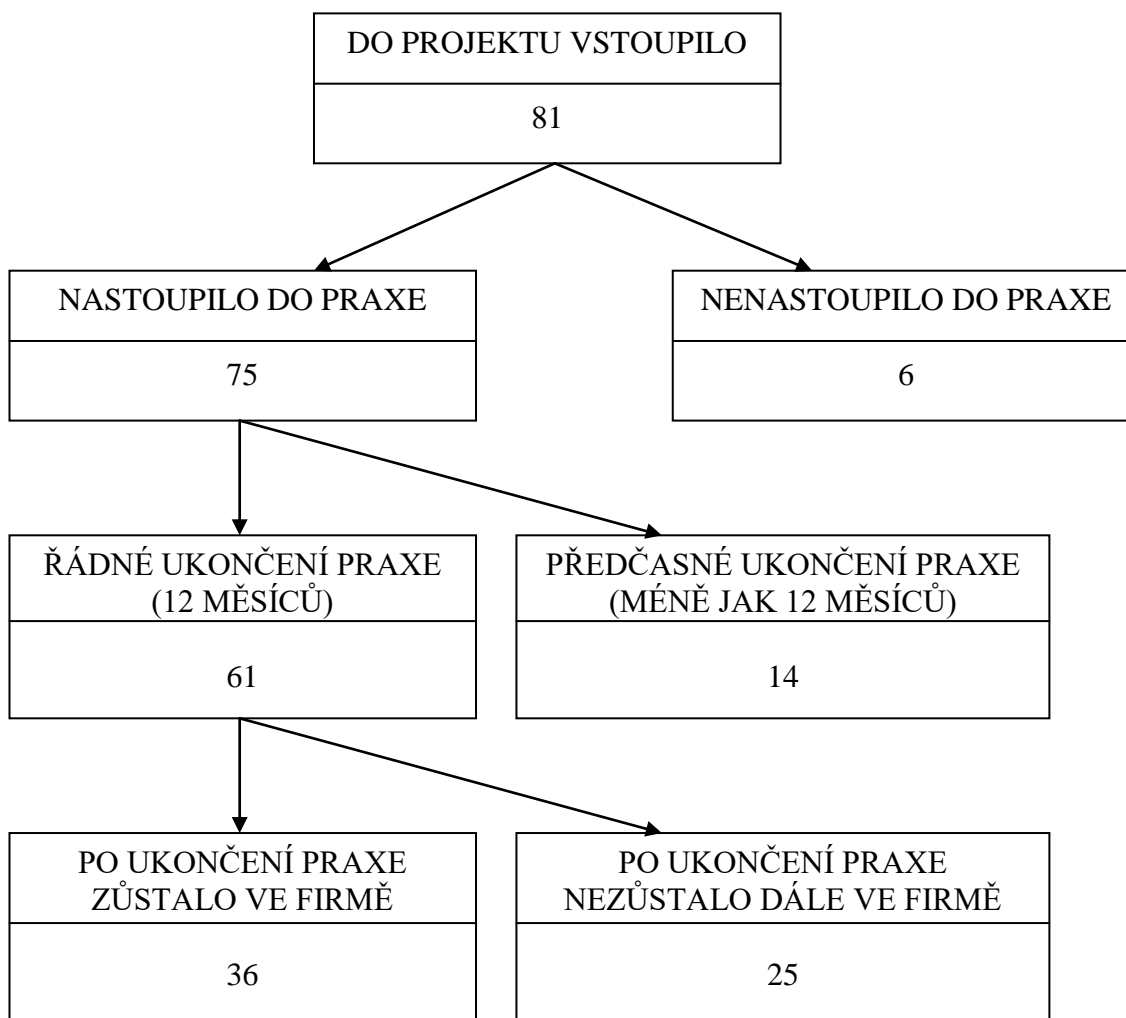 DO PROJEKTU VSTOUPILO
81
NASTOUPILO DO PRAXE
75
NENASTOUPILO DO PRAXE
6
ŘÁDNÉ UKONČENÍ PRAXE
(12 MĚSÍCŮ)
61
PŘEDČASNÉ UKONČENÍ PRAXE
(MÉNĚ JAK 12 MĚSÍCŮ)
14
PO UKONČENÍ PRAXE
ZŮSTALO VE FIRMĚ
36
PO UKONČENÍ PRAXE
NEZŮSTALO DÁLE VE FIRMĚ
25